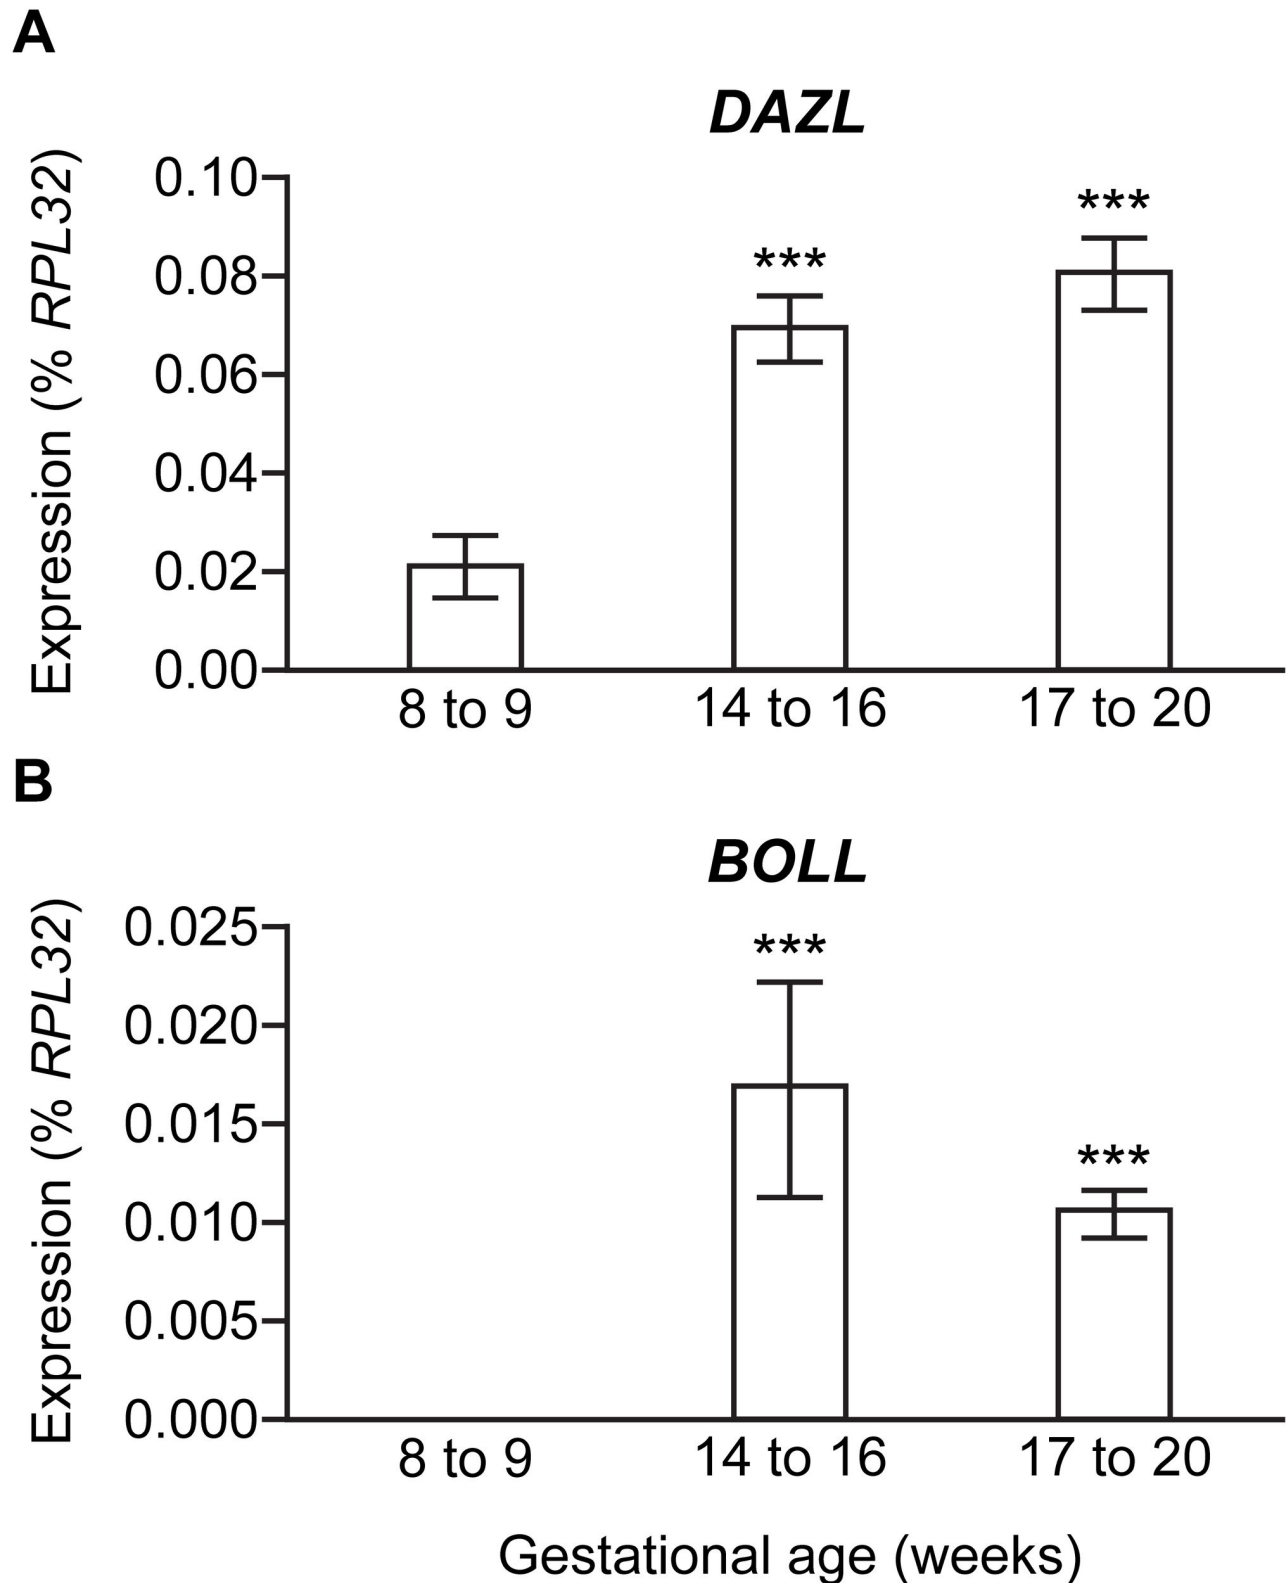 A
DAZL
Expression (% RPL32)
0.10
0.08
0.06
0.04
0.02
0.00
***
***
8 to 9
14 to 16
17 to 20
B
BOLL
Expression (% RPL32)
0.025
0.020
0.015
0.010
0.005
0.000
***
***
8 to 9
14 to 16
17 to 20
Gestational age (weeks)